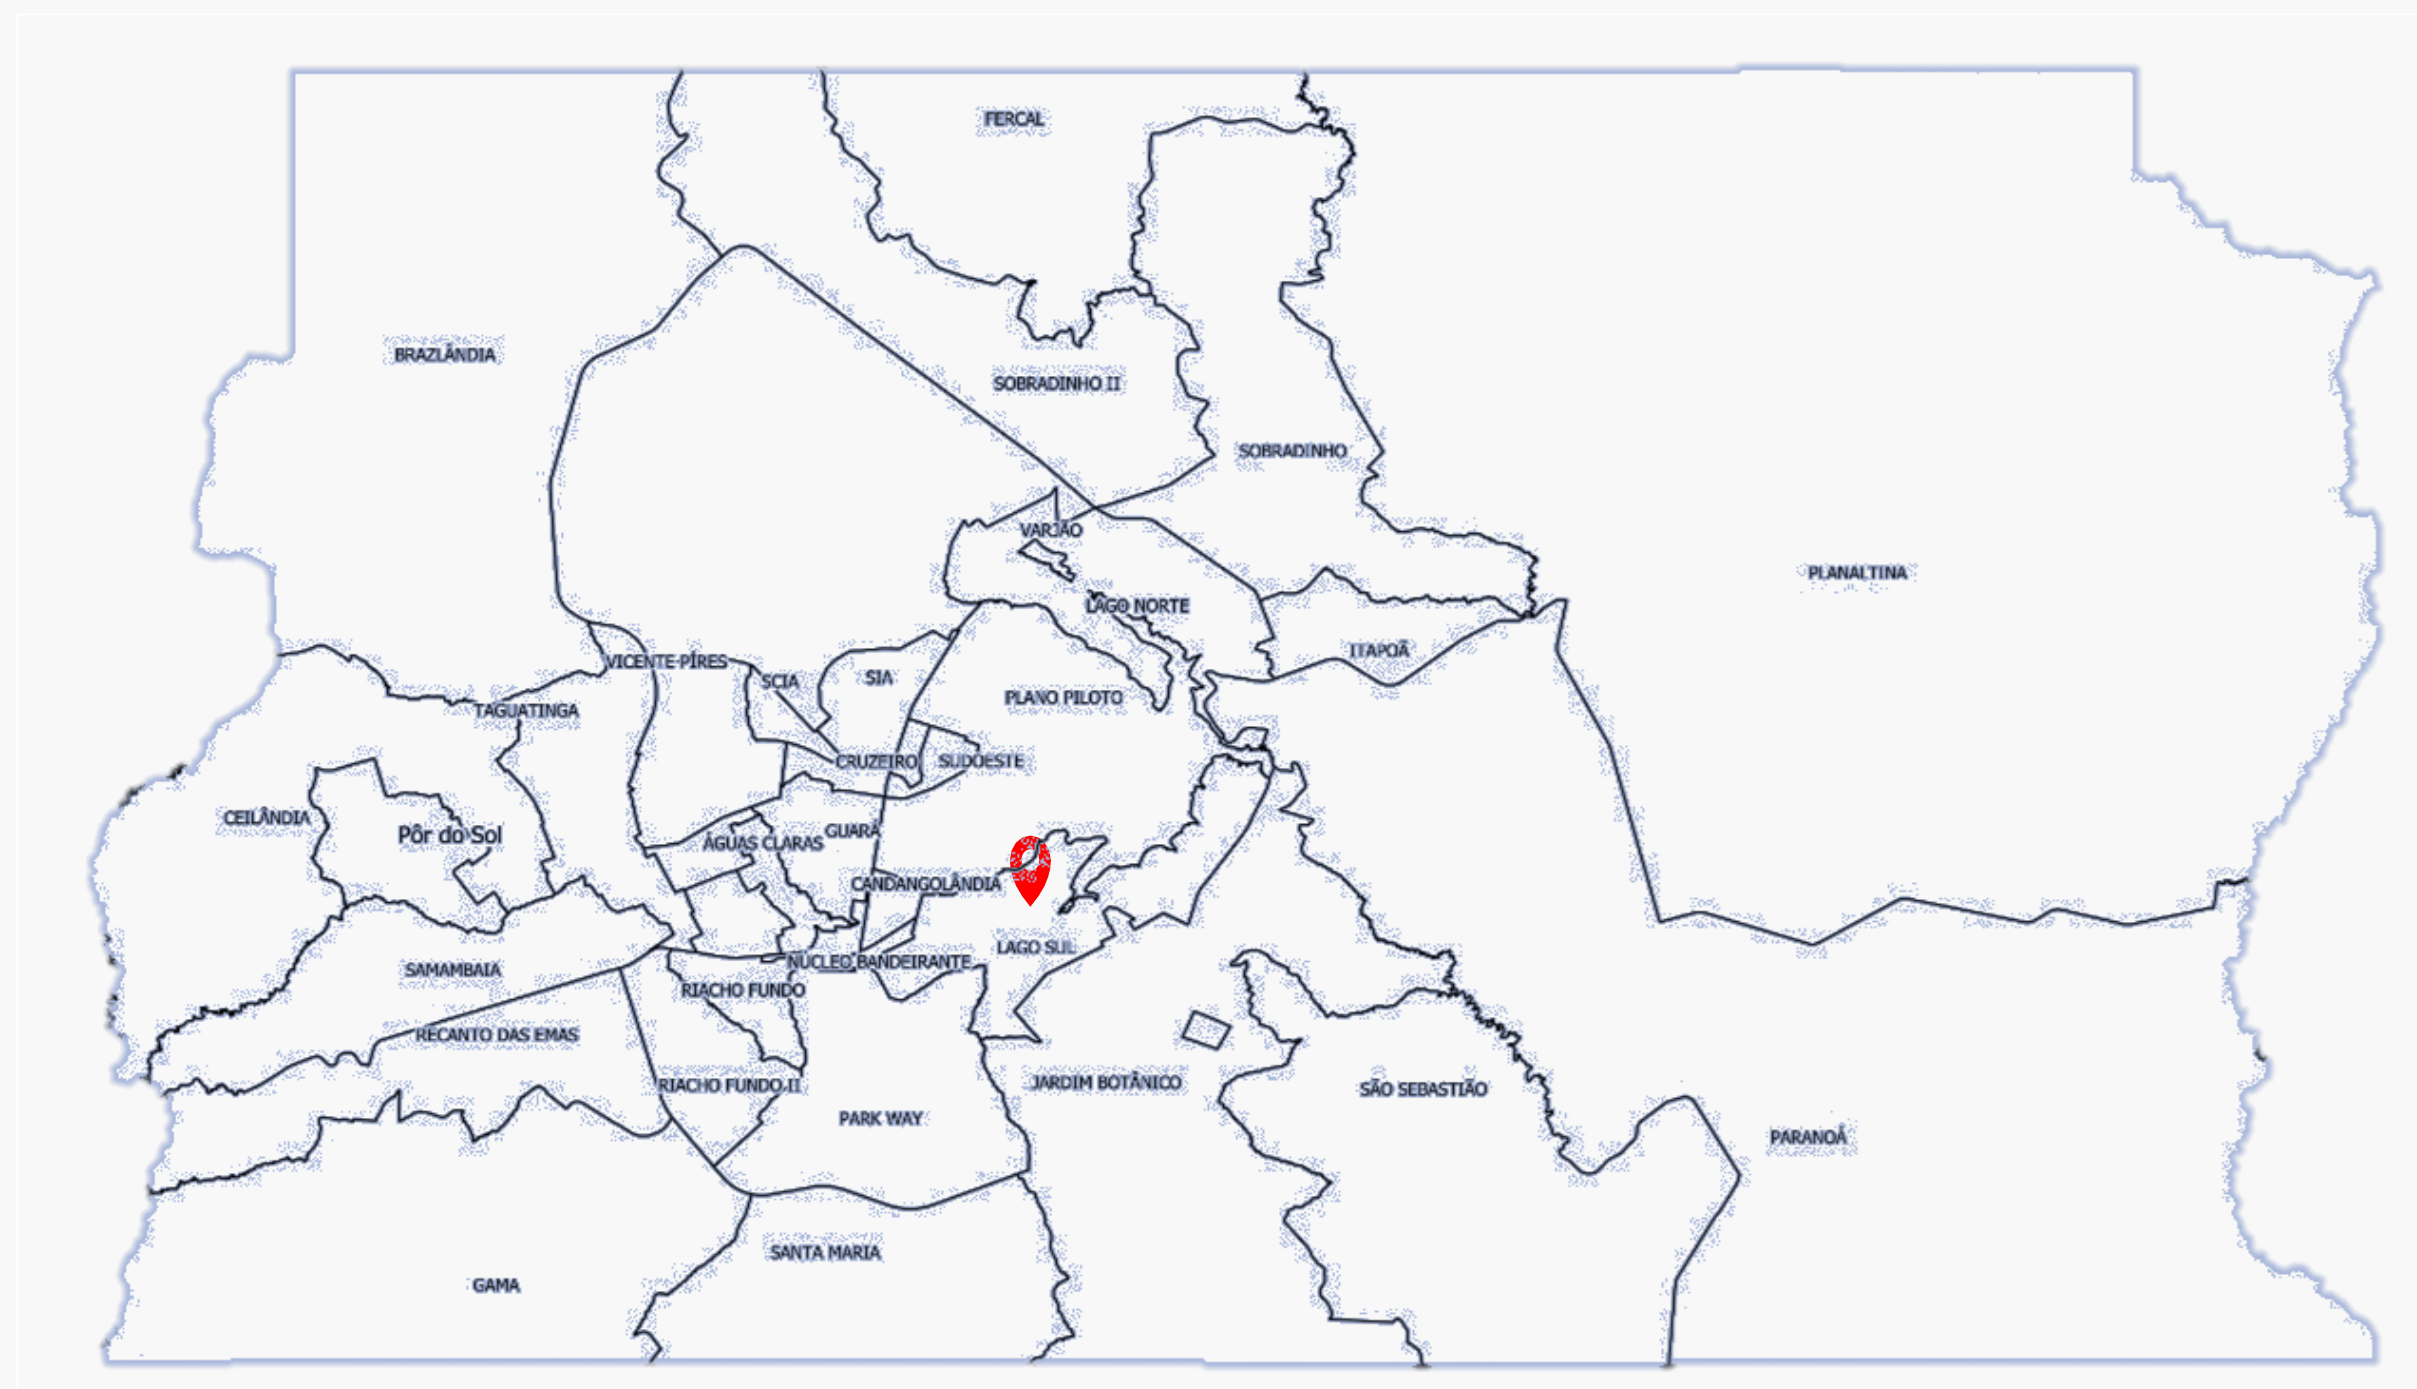 FERCAL
BRAZLÂNDIA
SOBRADINHO II
SOBRADINHO
VARJÃO
PLANALTINA
LAGO NORTE
ITAPOÃ
VICENTE PÍRES
SCIA
SIA
PLANO PILOTO
TAGUATINGA
CRUZEIRO
SUDOESTE
CEILÂNDIA
Pôr do Sol
GUARÁ
ÁGUAS CLARAS
CANDANGOLÂNDIA
LAGO SUL
NÚCLEO BANDEIRANTE
SAMAMBAIA
RIACHO FUNDO
RECANTO DAS EMAS
RIACHO FUNDO II
JARDIM BOTÂNICO
SÃO SEBASTIÃO
PARK WAY
PARANOÁ
SANTA MARIA
GAMA